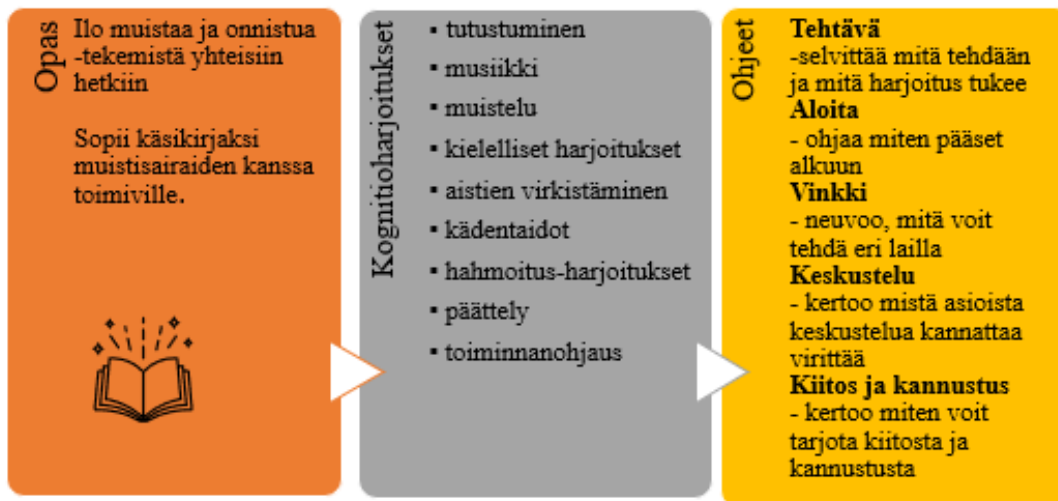 Opas
Ilo muistaa ja onnistua
-tekemistä yhteisiin
hetkiin
Sopii käsikirjaksi
muistisairaiden kanssa
toimiville.
Kognitioharjoitukset
▪ tutustuminen
▪ musiikki
▪ muistelu
▪ kielelliset harjoitukset
▪ aistien virkistäminen
▪ kädentaidot
▪ hahmoitus-harjoitukset
▪ päättely
▪ toiminnanohjaus
Ohjeet
Tehtävä
-selvittää mitä tehdään
ja mitä harjoitus tukee
Aloita
- ohjaa miten pääset
alkuun
Vinkki
- neuvoo, mitä voit
tehdä eri lailla
Keskustelu
- kertoo mistä asioista
keskustelua kannattaa
virittää
Kiitos ja kannustus
- kertoo miten voit
tarjota kiitosta ja
kannustusta